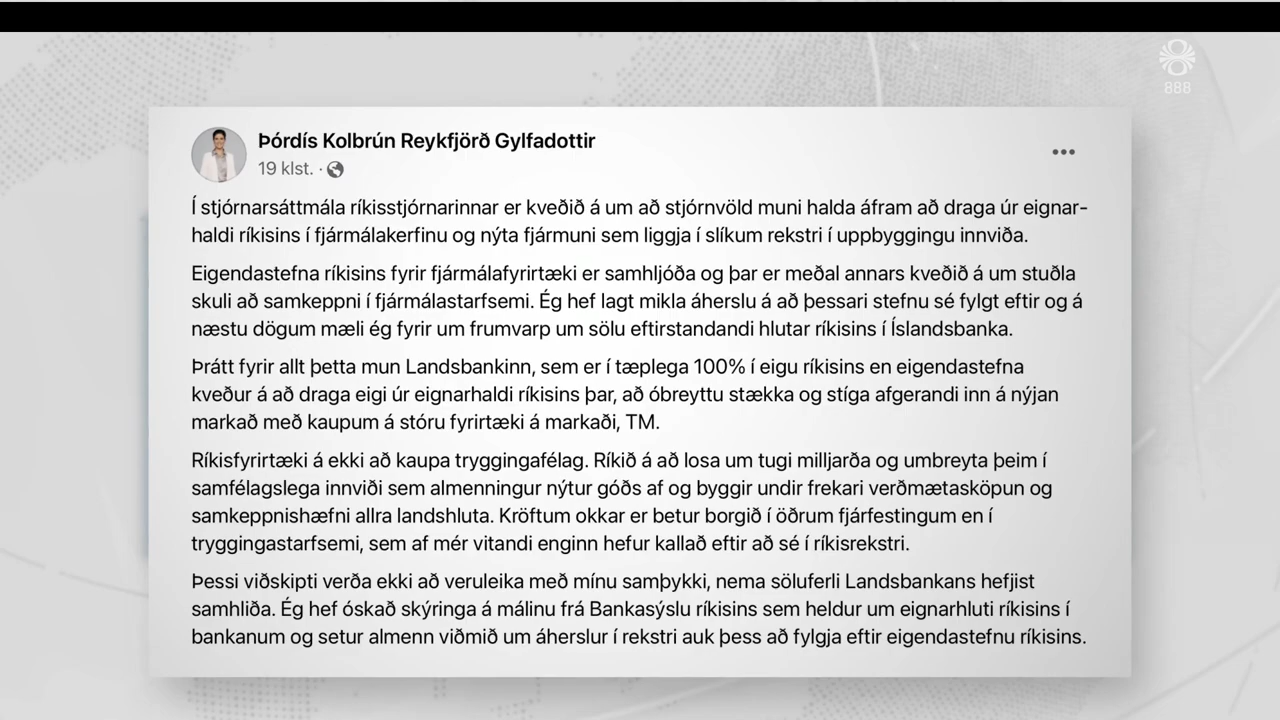 888
Þórdís Kolbrún Reykfjörð Gylfadottir
19 klst. ·
Í stjórnarsáttmála ríkisstjórnarinnar er kveðið á um að stjórnvöld muni halda áfram að draga úr eignar-
haldi ríkisins í fjármálakerfinu og nýta fjármuni sem liggja í slíkum rekstri í uppbyggingu innviða.
Eigendastefna ríkisins fyrir fjármálafyrirtæki er samhljóða og þar er meðal annars kveðið á um stuðla
skuli að samkeppni í fjármálastarfsemi. Ég hef lagt mikla áherslu á að þessari stefnu sé fylgt eftir og á
næstu dögum mæli ég fyrir um frumvarp um sölu eftirstandandi hlutar ríkisins í Íslandsbanka.
Þrátt fyrir allt þetta mun Landsbankinn, sem er í tæplega 100% í eigu ríkisins en eigendastefna
kveður á að draga eigi úr eignarhaldi ríkisins þar, að óbreyttu stækka og stíga afgerandi inn á nýjan
markað með kaupum á stóru fyrirtæki á markaði, TM.
Ríkisfyrirtæki á ekki að kaupa tryggingafélag. Ríkið á að losa um tugi milljarða og umbreyta þeim í
samfélagslega innviði sem almenningur nýtur góðs af og byggir undir frekari verðmætasköpun og
samkeppnishæfni allra landshluta. Kröftum okkar er betur borgið í öðrum fjárfestingum en í
tryggingastarfsemi, sem af mér vitandi enginn hefur kallað eftir að sé í ríkisrekstri.
Þessi viðskipti verða ekki að veruleika með mínu samþykki, nema söluferli Landsbankans hefjist
samhliða. Ég hef óskað skýringa á málinu frá Bankasýslu ríkisins sem heldur um eignarhluti ríkisins í
bankanum og setur almenn viðmið um áherslur í rekstri auk þess að fylgja eftir eigendastefnu ríkisins.